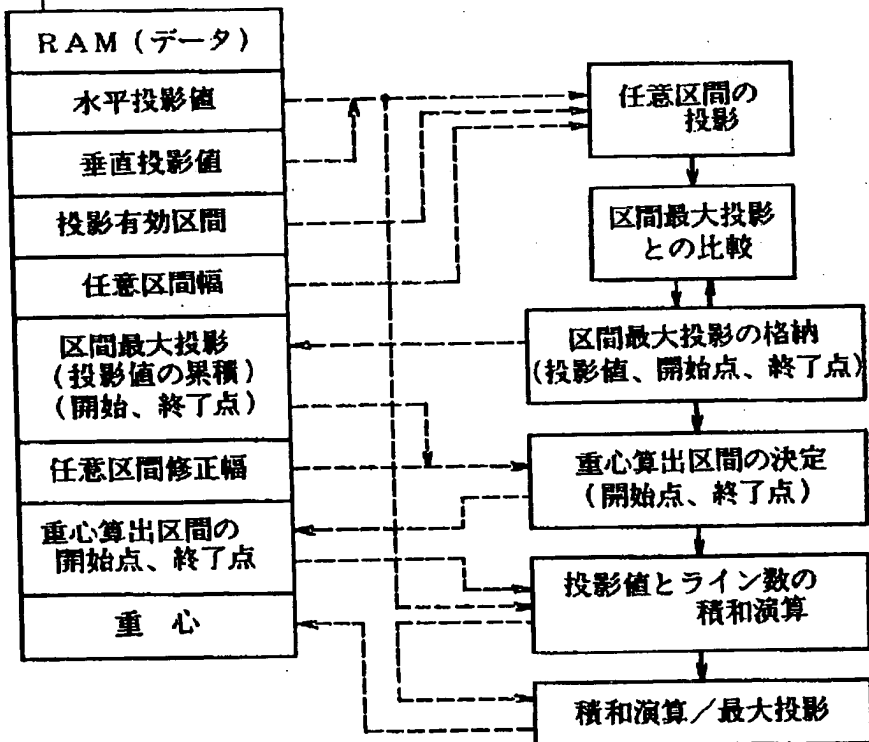 RAM(データ)
水平投影値
垂直投影値
投影有効区間
任意区間幅
区間最大投影
(投影値の累積)
(開始、終了点)
任意区間修正幅
重心算出区間の
開始点、終了点
重心
任意区間の
投影
区間最大投影
との比較
区間最大投影の格納
(投影値、開始点、終了点)
重心算出区間の決定
(開始点、終了点)
投影値とライン数の
積和演算
積和演算/最大投影